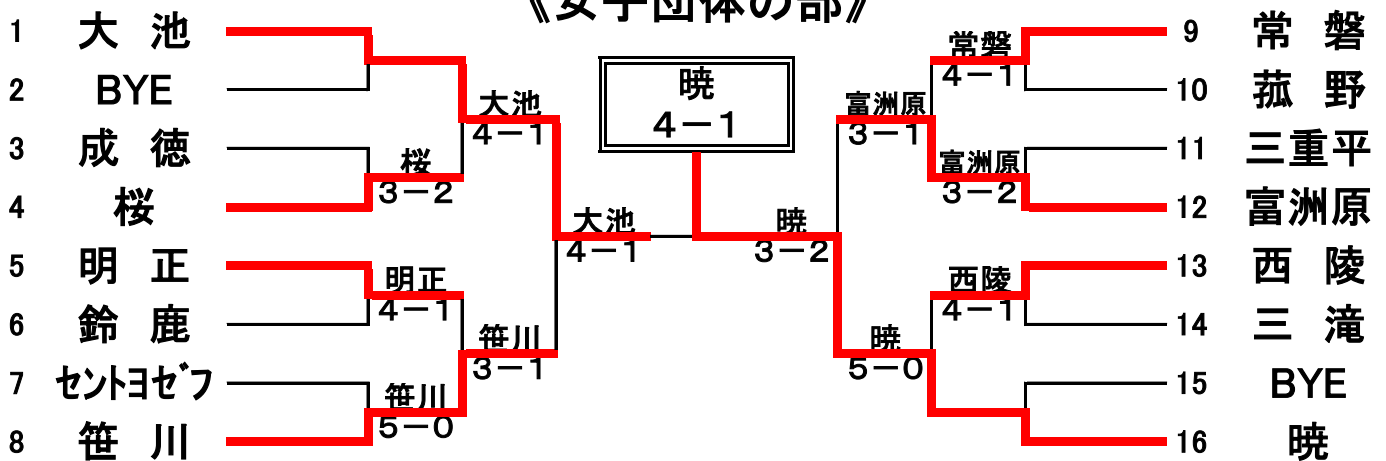 《女子団体の部》
1 大 池
2 BYE
3 成 徳
4 桜
5 明 正
6 鈴 鹿
7 セントヨゼフ
8 笹 川
桜
3-2
明正
4-1
笹川
5-0
大池
4-1
笹川
3-1
大池
4-1
暁
4-1
暁
3-2
富洲原
3-1
暁
5-0
常磐
4-1
富洲原
3-2
西陵
4-1
9 常 磐
10 菰 野
11 三重平
12 富洲原
13 西 陵
14 三 滝
15 BYE
16 暁